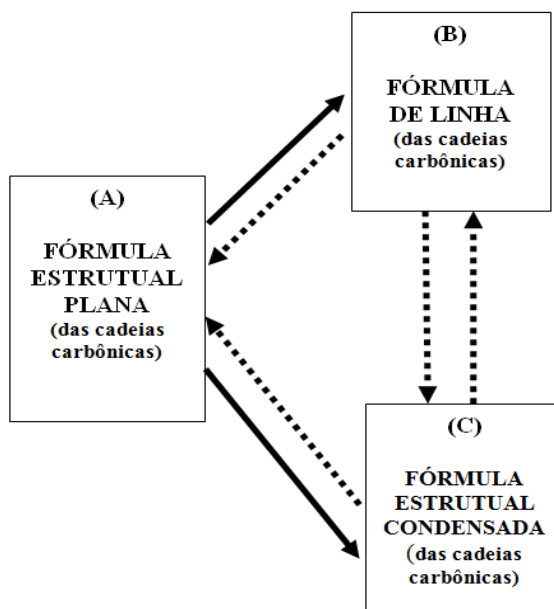 (B)
FÓRMULA
DE LINHA
(das cadeias
carbônicas)
(A)
FÓRMULA
ESTRUTUAL
PLANA
(das cadeias
carbônicas)
(C)
FÓRMULA
ESTRUTUAL
CONDENSADA
(das cadeias
carbônicas)